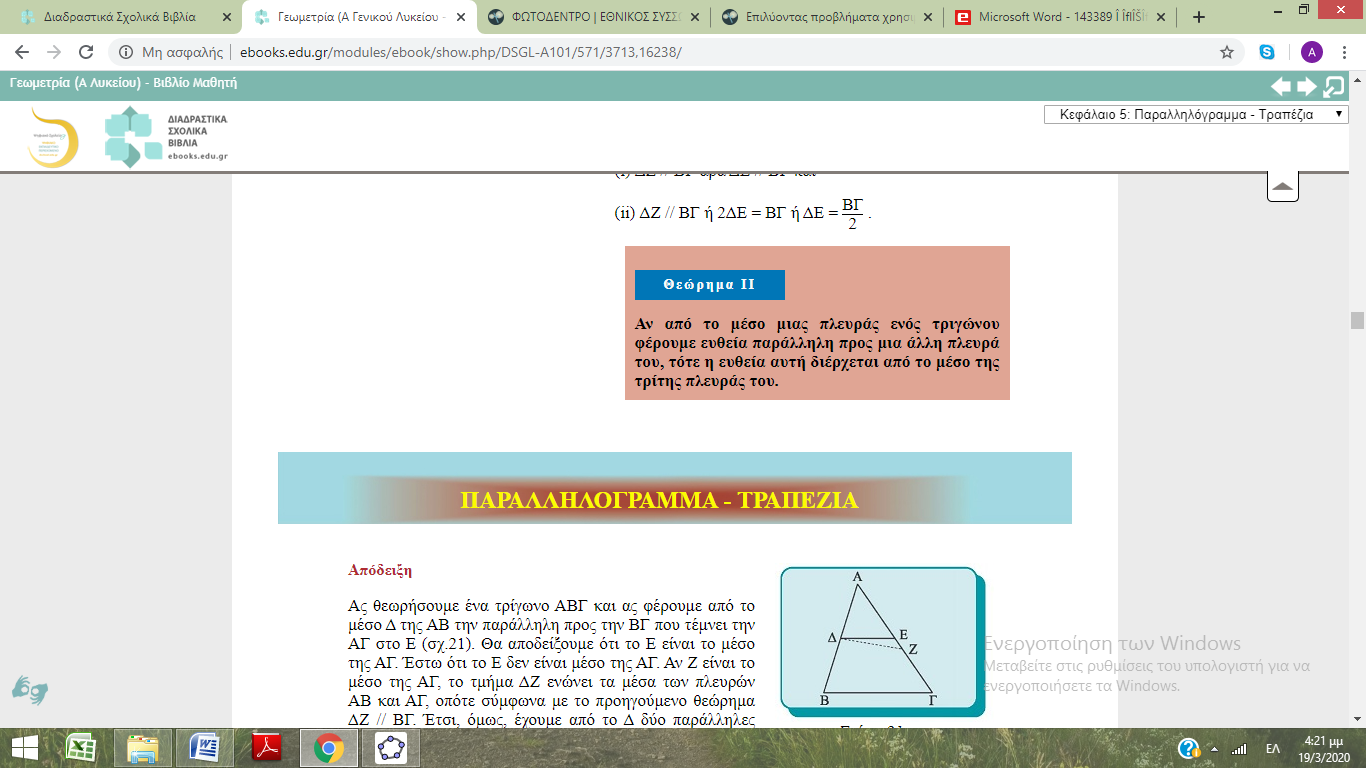 Διαδραστικά Σχολικά Βιβλία
Γεωμετρία (Α Γενικού Λυκείου -
ΦΩΤΟΔΕΝΤΡΟ | ΕΘΝΙΚΟΣ ΣΥΣΣΩ
Επιλύοντας προβλήματα χρησι
Microsoft Word - 143389
Μη ασφαλής
ebooks.edu.gr/modules/ebook/show.php/DSGL-A101/571/3713,16238/
A
Γεωμετρία (Α Λυκείου) - Βιβλίο Μαθητή
ΔΙΑΔΡΑΣΤΙΚΑ
ΣΧΟΛΙΚΑ
ΒΙΒΛΙΑ
ebooks.edu.gr
Κεφάλαιο 5: Παραλληλόγραμμα - Τραπέζια
(ii) ΔΖ // ΒΓ ή 2ΔΕ = ΒΓ ή ΔΕ = ΒΓ/2 .
Θεώρημα ΙΙ
Αν από το μέσο μιας πλευράς ενός τριγώνου
φέρουμε ευθεία παράλληλη προς μια άλλη πλευρά
του, τότε η ευθεία αυτή διέρχεται από το μέσο της
τρίτης πλευράς του.
ΠΑΡΑΛΛΗΛΟΓΡΑΜΜΑ - ΤΡΑΠΕΖΙΑ
Απόδειξη
Ας θεωρήσουμε ένα τρίγωνο ΑΒΓ και ας φέρουμε από το
μέσο Δ της ΑΒ την παράλληλη προς την ΒΓ που τέμνει την
ΑΓ στο Ε (σχ.21). Θα αποδείξουμε ότι το Ε είναι το μέσο
της ΑΓ. Έστω ότι το Ε δεν είναι μέσο της ΑΓ. Αν Ζ είναι το
μέσο της ΑΓ, το τμήμα ΔΖ ενώνει τα μέσα των πλευρών
ΑΒ και ΑΓ, οπότε σύμφωνα με το προηγούμενο θεώρημα
ΔΖ // ΒΓ. Έτσι, όμως, έχουμε από το Δ δύο παράλληλες
Α
Δ
Ε
Ζ
Β
Γ
Ενεργοποίηση των Windows
Μεταβείτε στις ρυθμίσεις του υπολογιστή για να
ενεργοποιήσετε τα Windows.
ΕΛ
4:21 μμ
19/3/2020